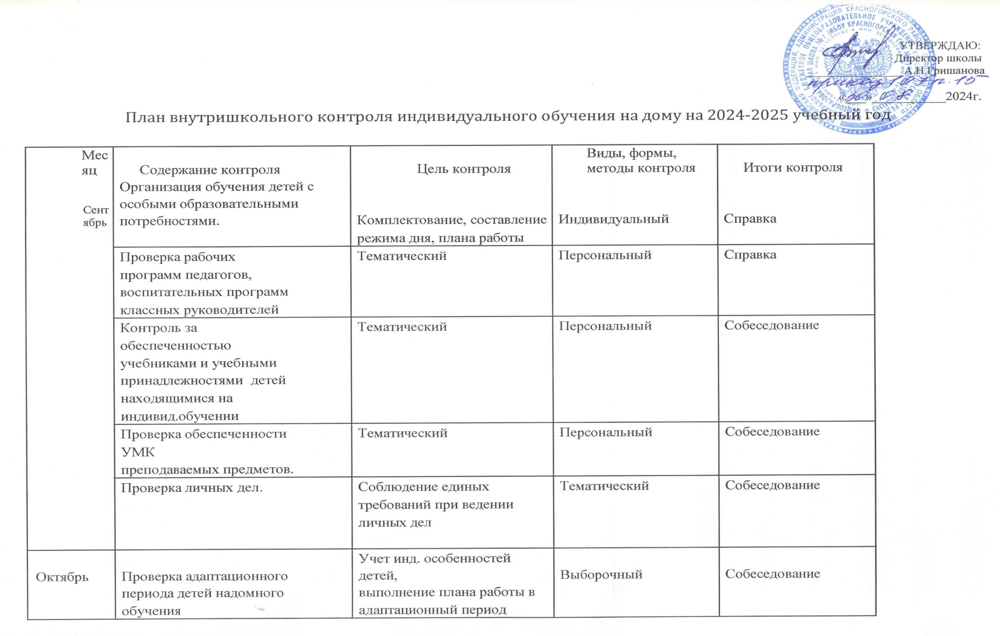 УТВЕРЖДАЮ:
Директор школы
А.Н.Гришанова
приказ 107 п.15
«30» 08 2024г.
План внутришкольного контроля индивидуального обучения на дому на 2024-2025 учебный год
Мес
яц
Содержание контроля
Цель контроля
Виды, формы,
методы контроля
Итоги контроля
Сент
ябрь
Организация обучения детей с
особыми образовательными
потребностями.
Комплектование, составление
режима дня, плана работы
Индивидуальный
Справка
Проверка рабочих
программ педагогов,
воспитательных программ
классных руководителей
Тематический
Персональный
Справка
Контроль за
обеспеченностью
учебниками и учебными
принадлежностями детей
находящимися на
индивид.обучении
Тематический
Персональный
Собеседование
Проверка обеспеченности
УМК
преподаваемых предметов.
Тематический
Персональный
Собеседование
Проверка личных дел.
Соблюдение единых
требований при ведении
личных дел
Тематический
Собеседование
Октябрь
Проверка адаптационного
периода детей надомного
обучения
Учет инд. особенностей
детей,
выполнение плана работы в
адаптационный период
Выборочный
Собеседование